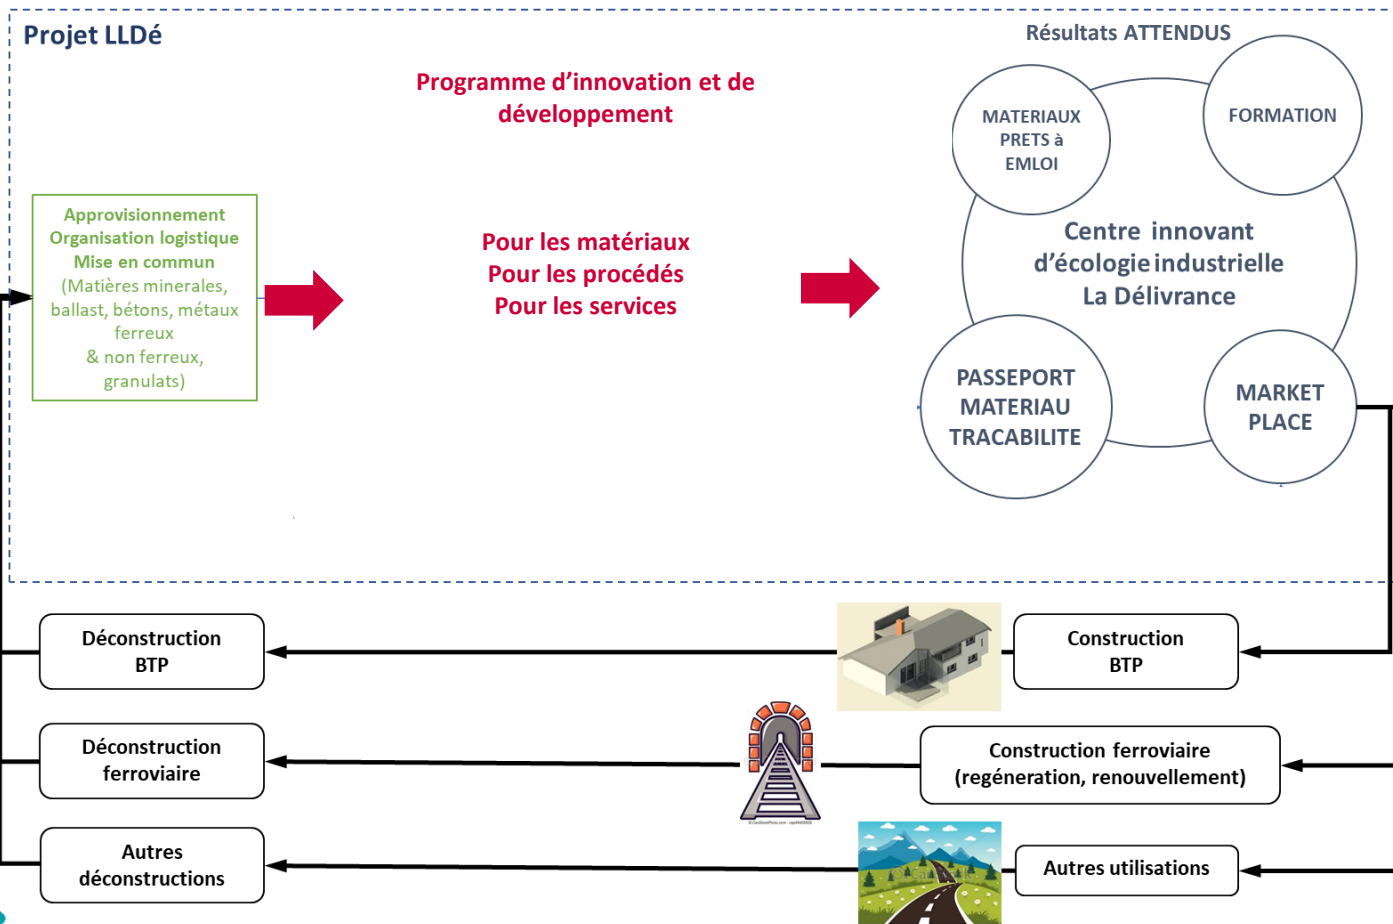 Projet LLDé
Résultats ATTENDUS
Programme d’innovation et de
développement
MATERIAUX
PRETS à
EMLOI
FORMATION
Approvisionnement
Organisation logistique
Mise en commun
(Matières minerales,
ballast, bétons, métaux
ferreux
& non ferreux,
granulats)
Pour les matériaux
Pour les procédés
Pour les services
Centre innovant
d’écologie industrielle
La Délivrance
PASSEPORT
MATERIAU
TRACABILITE
MARKET
PLACE
Déconstruction
BTP
Construction
BTP
Déconstruction
ferroviaire
Construction ferroviaire
(regéneration, renouvellement)
Autres
déconstructions
Autres utilisations